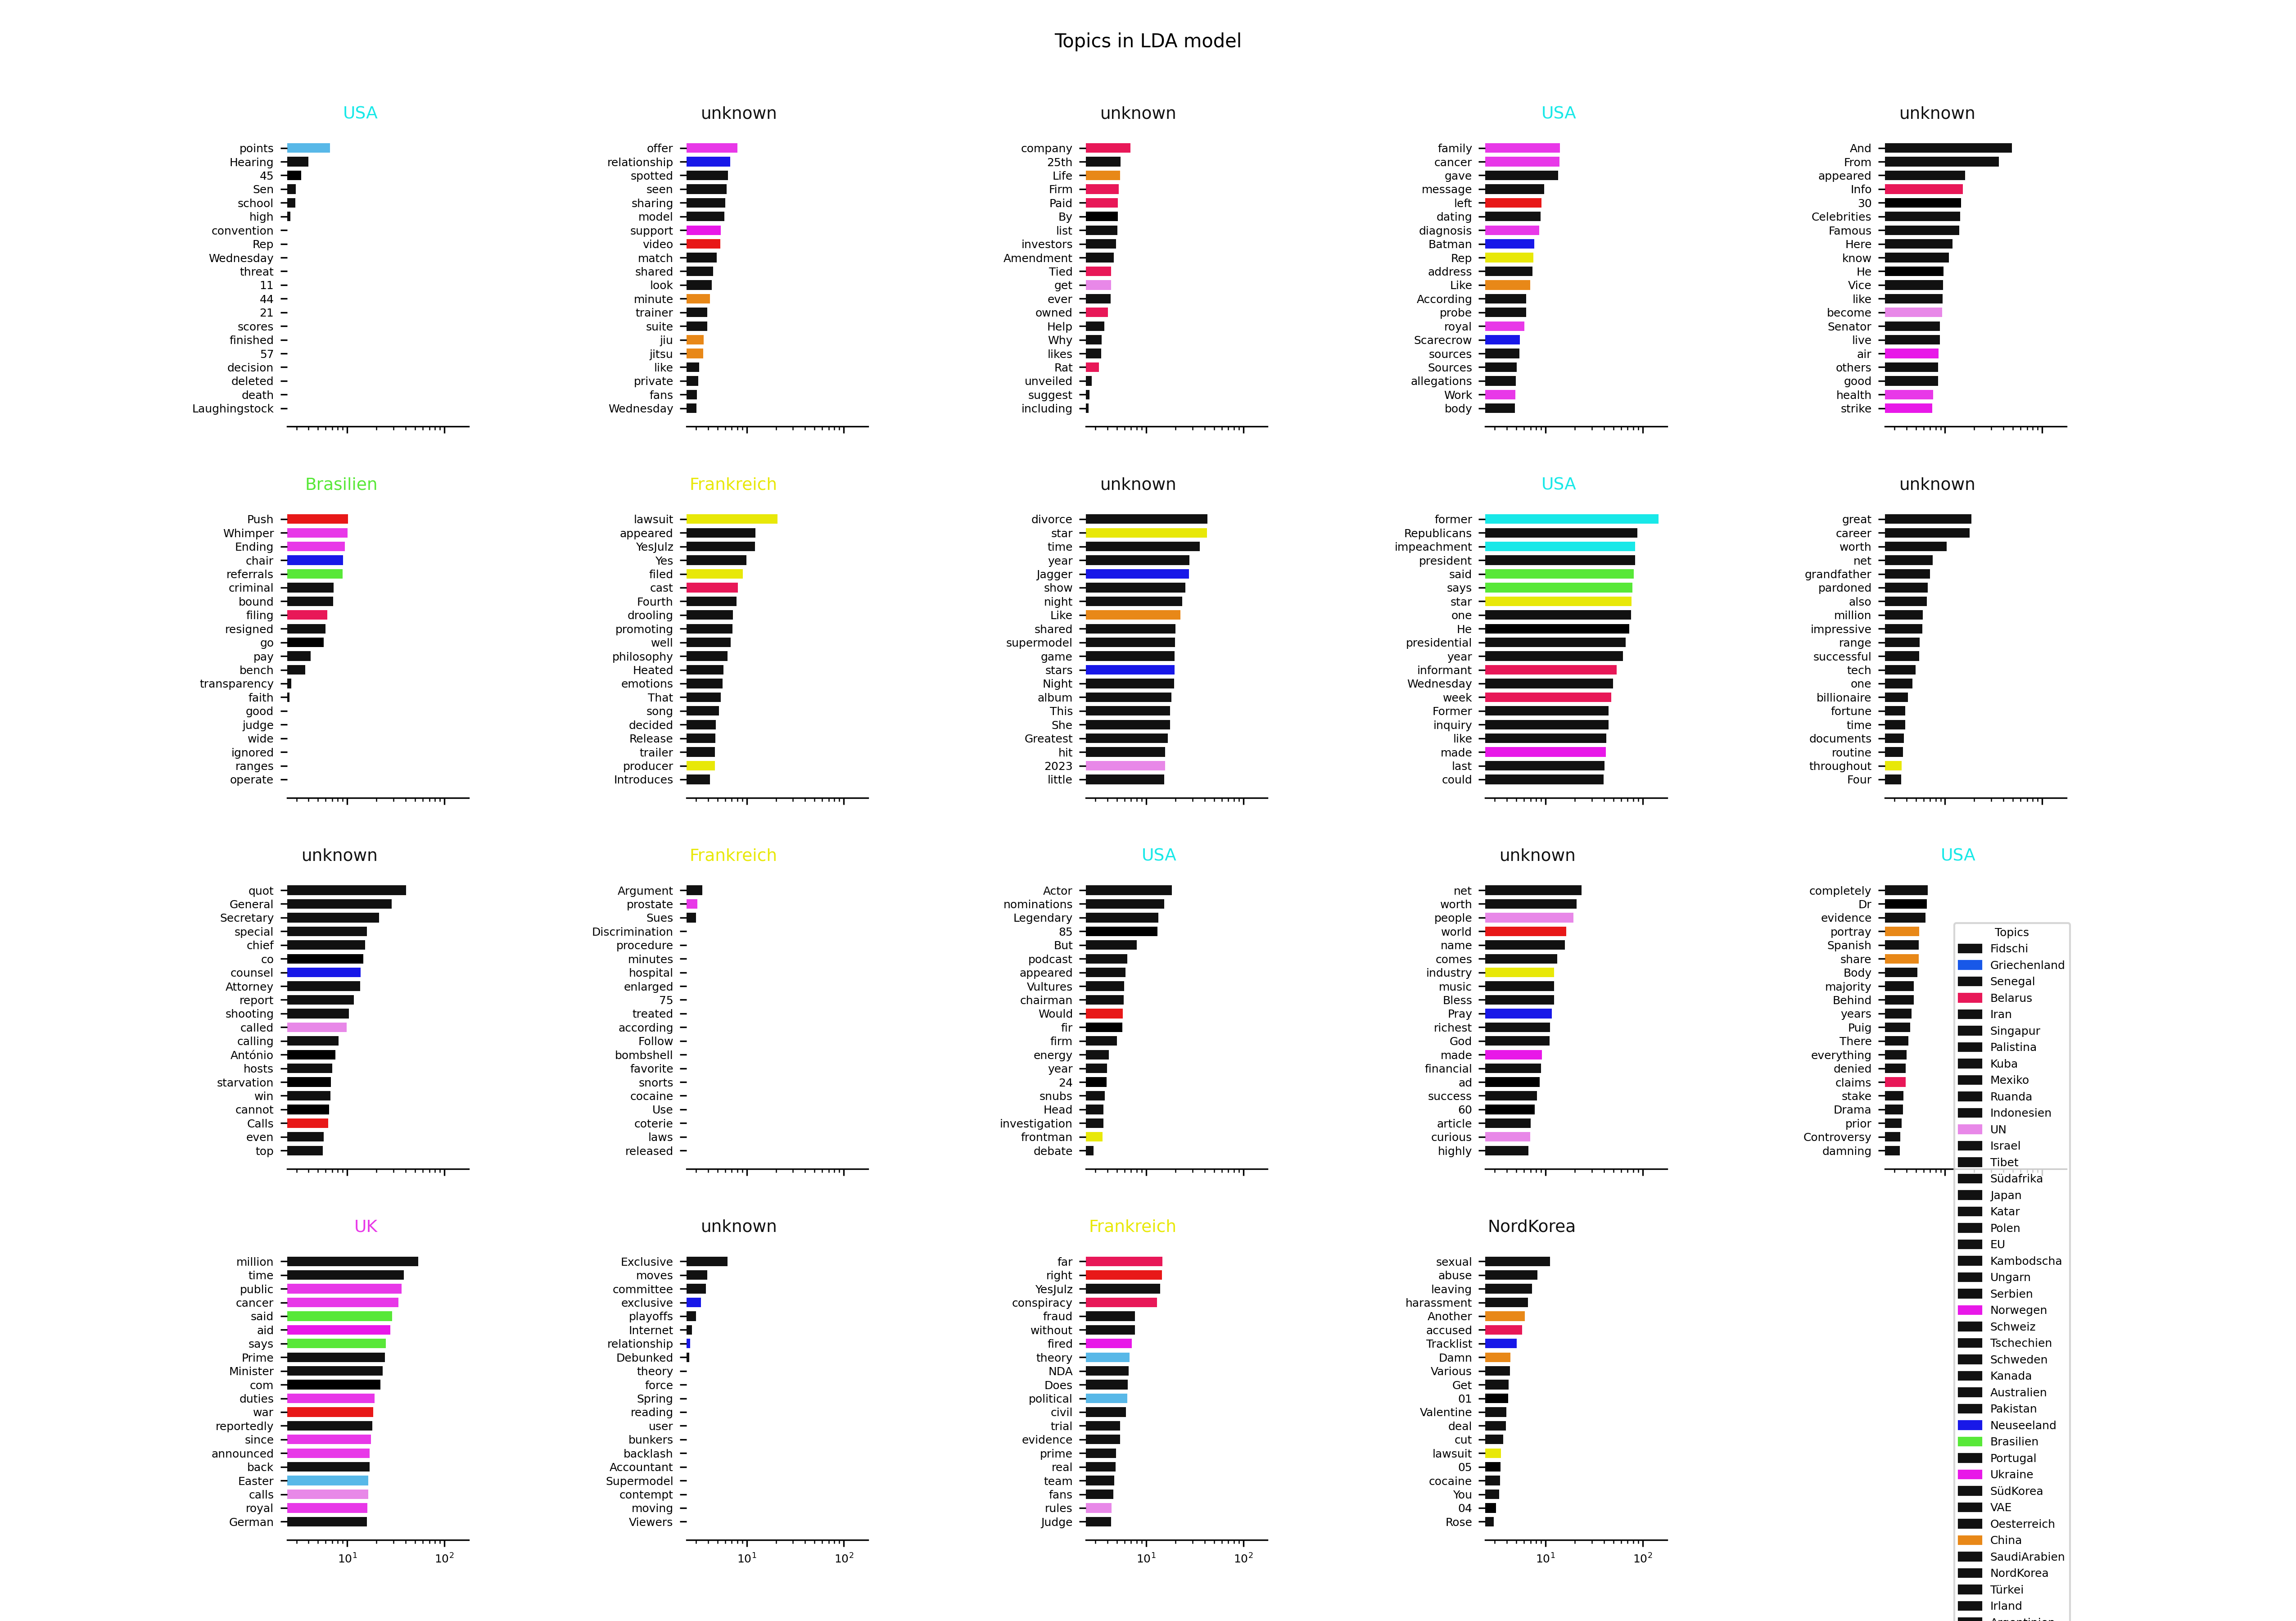 Topics in LDA model
USA
points
Hearing
45
Sen
school
high
convention
Rep
Wednesday
threat
11
44
21
scores
finished
57
decision
deleted
death
Laughingstock
unknown
offer
relationship
spotted
seen
sharing
model
support
video
match
shared
look
minute
trainer
suite
jiu
jitsu
like
private
fans
Wednesday
unknown
company
25th
Life
Firm
Paid
By
list
investors
Amendment
Tied
get
ever
owned
Help
Why
likes
Rat
unveiled
suggest
including
USA
family
cancer
gave
message
left
dating
diagnosis
Batman
Rep
address
Like
According
probe
royal
Scarecrow
sources
Sources
allegations
Work
body
unknown
And
From
appeared
Info
30
Celebrities
Famous
Here
know
He
Vice
like
become
Senator
live
air
others
good
health
strike
Brasilien
Push
Whimper
Ending
chair
referrals
criminal
bound
filing
resigned
go
pay
bench
transparency
faith
good
judge
wide
ignored
ranges
operate
Frankreich
lawsuit
appeared
YesJulz
Yes
filed
cast
Fourth
drooling
promoting
well
philosophy
Heated
emotions
That
song
decided
Release
trailer
producer
Introduces
unknown
divorce
star
time
year
Jagger
show
night
Like
shared
supermodel
game
stars
Night
album
This
She
Greatest
hit
2023
little
USA
former
Republicans
impeachment
president
said
says
star
one
He
presidential
year
informant
Wednesday
week
Former
inquiry
like
made
last
could
unknown
great
career
worth
net
grandfather
pardoned
also
million
impressive
range
successful
tech
one
billionaire
fortune
time
documents
routine
throughout
Four
unknown
quot
General
Secretary
special
chief
co
counsel
Attorney
report
shooting
called
calling
António
hosts
starvation
win
cannot
Calls
even
top
Frankreich
Argument
prostate
Sues
Discrimination
procedure
minutes
hospital
enlarged
75
treated
according
Follow
bombshell
favorite
snorts
cocaine
Use
coterie
laws
released
USA
Actor
nominations
Legendary
85
But
podcast
appeared
Vultures
chairman
Would
fir
firm
energy
year
24
snubs
Head
investigation
frontman
debate
unknown
net
worth
people
world
name
comes
industry
music
Bless
Pray
richest
God
made
financial
ad
success
60
article
curious
highly
USA
completely
Dr
evidence
portray
Spanish
share
Body
majority
Behind
years
Puig
There
everything
denied
claims
stake
Drama
prior
Controversy
damning
UK
million
time
public
cancer
said
aid
says
Prime
Minister
com
duties
war
reportedly
since
announced
back
Easter
calls
royal
German
10¹ 10²
unknown
Exclusive
moves
committee
exclusive
playoffs
Internet
relationship
Debunked
theory
force
Spring
reading
user
bunkers
backlash
Accountant
Supermodel
contempt
moving
Viewers
10¹ 10²
Frankreich
far
right
YesJulz
conspiracy
fraud
without
fired
theory
NDA
Does
political
civil
trial
evidence
prime
real
team
fans
rules
Judge
10¹ 10²
NordKorea
sexual
abuse
leaving
harassment
Another
accused
Tracklist
Damn
Various
Get
01
Valentine
deal
cut
lawsuit
05
cocaine
You
04
Rose
10¹ 10²
Topics
Fidschi
Griechenland
Senegal
Belarus
Iran
Singapur
Palistina
Kuba
Mexiko
Ruanda
Indonesien
UN
Israel
Tibet
Südafrika
Japan
Katar
Polen
EU
Kambodscha
Ungarn
Serbien
Norwegen
Schweiz
Tschechien
Schweden
Kanada
Australien
Pakistan
Neuseeland
Brasilien
Portugal
Ukraine
SüdKorea
VAE
Oesterreich
China
SaudiArabien
NordKorea
Türkei
Irland